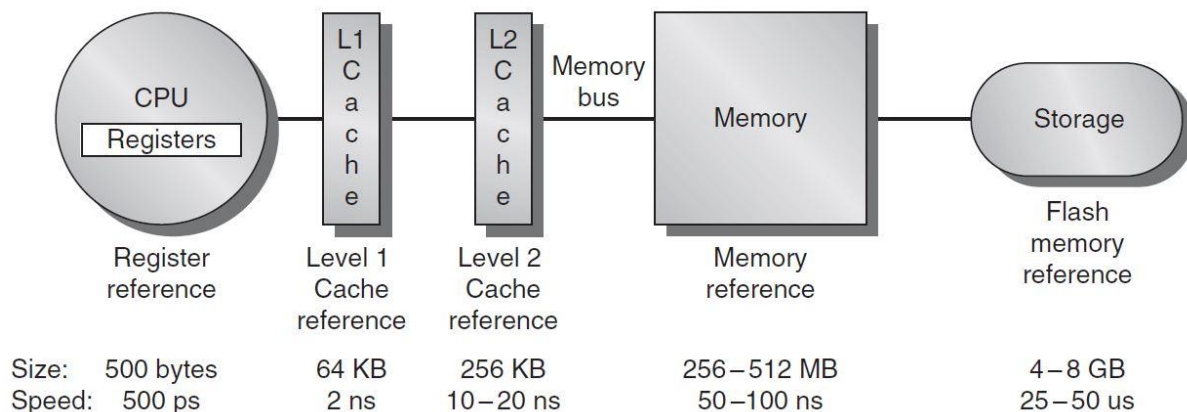 CPU
Registers
L1
C
a
c
h
e
L2
C
a
c
h
e
Memory
bus
Memory
Storage
Register
reference
Level 1
Cache
reference
Level 2
Cache
reference
Memory
reference
Flash
memory
reference
Size: 500 bytes 64 KB 256 KB 256–512 MB 4–8 GB
Speed: 500 ps 2 ns 10–20 ns 50–100 ns 25–50 us